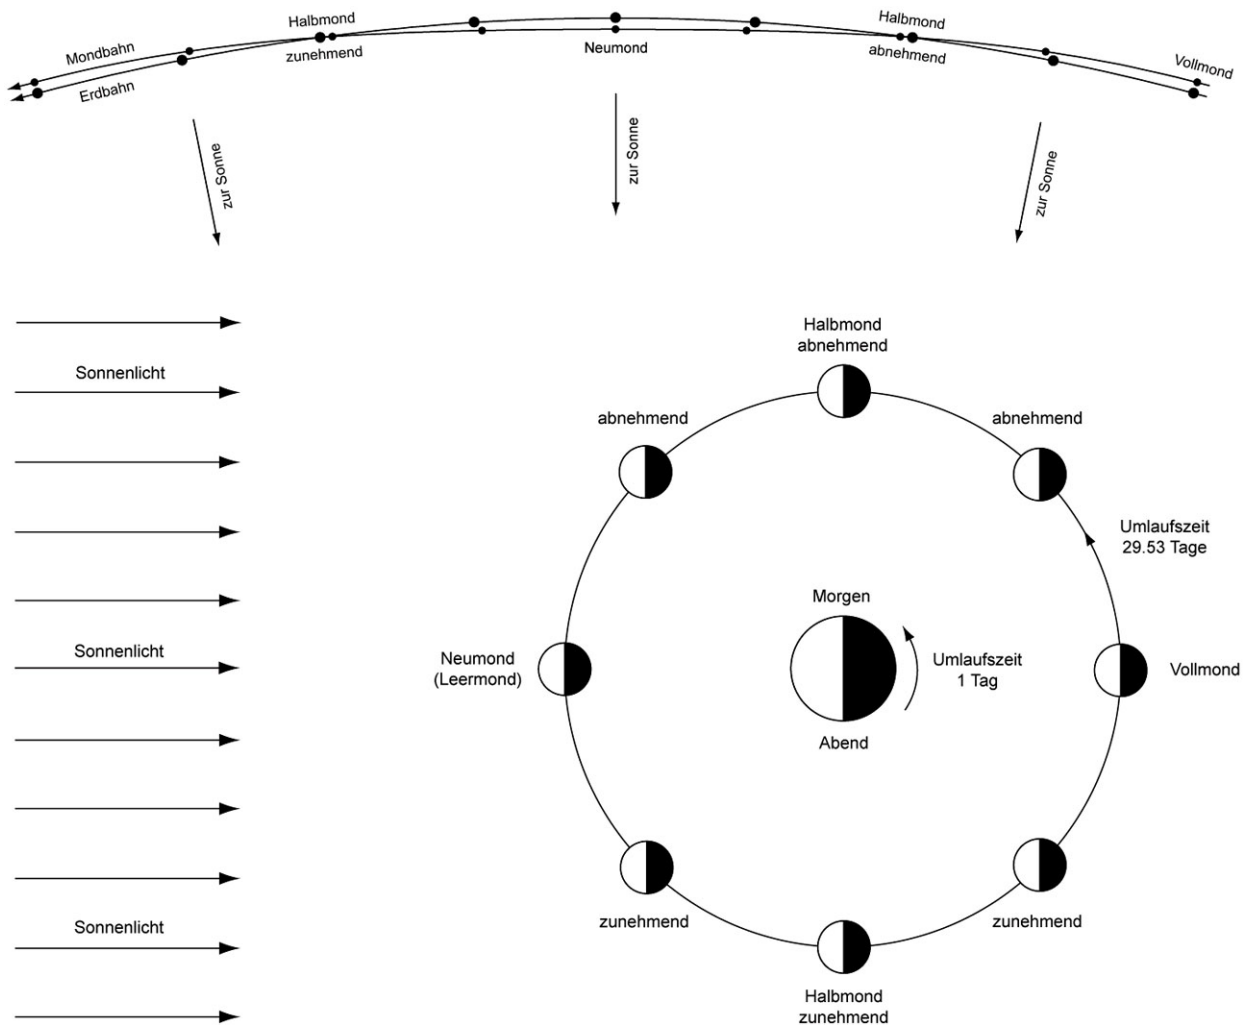 Halbmond
zunehmend
Neumond
Halbmond
abnehmend
Mondbahn
Erdbahn
Vollmond
zur Sonne
zur Sonne
zur Sonne
Sonnenlicht
Halbmond
abnehmend
abnehmend
abnehmend
Umlaufszeit
29.53 Tage
Morgen
Sonnenlicht
Neumond
(Leermond)
Umlaufszeit
1 Tag
Vollmond
Abend
Sonnenlicht
zunehmend
zunehmend
Halbmond
zunehmend